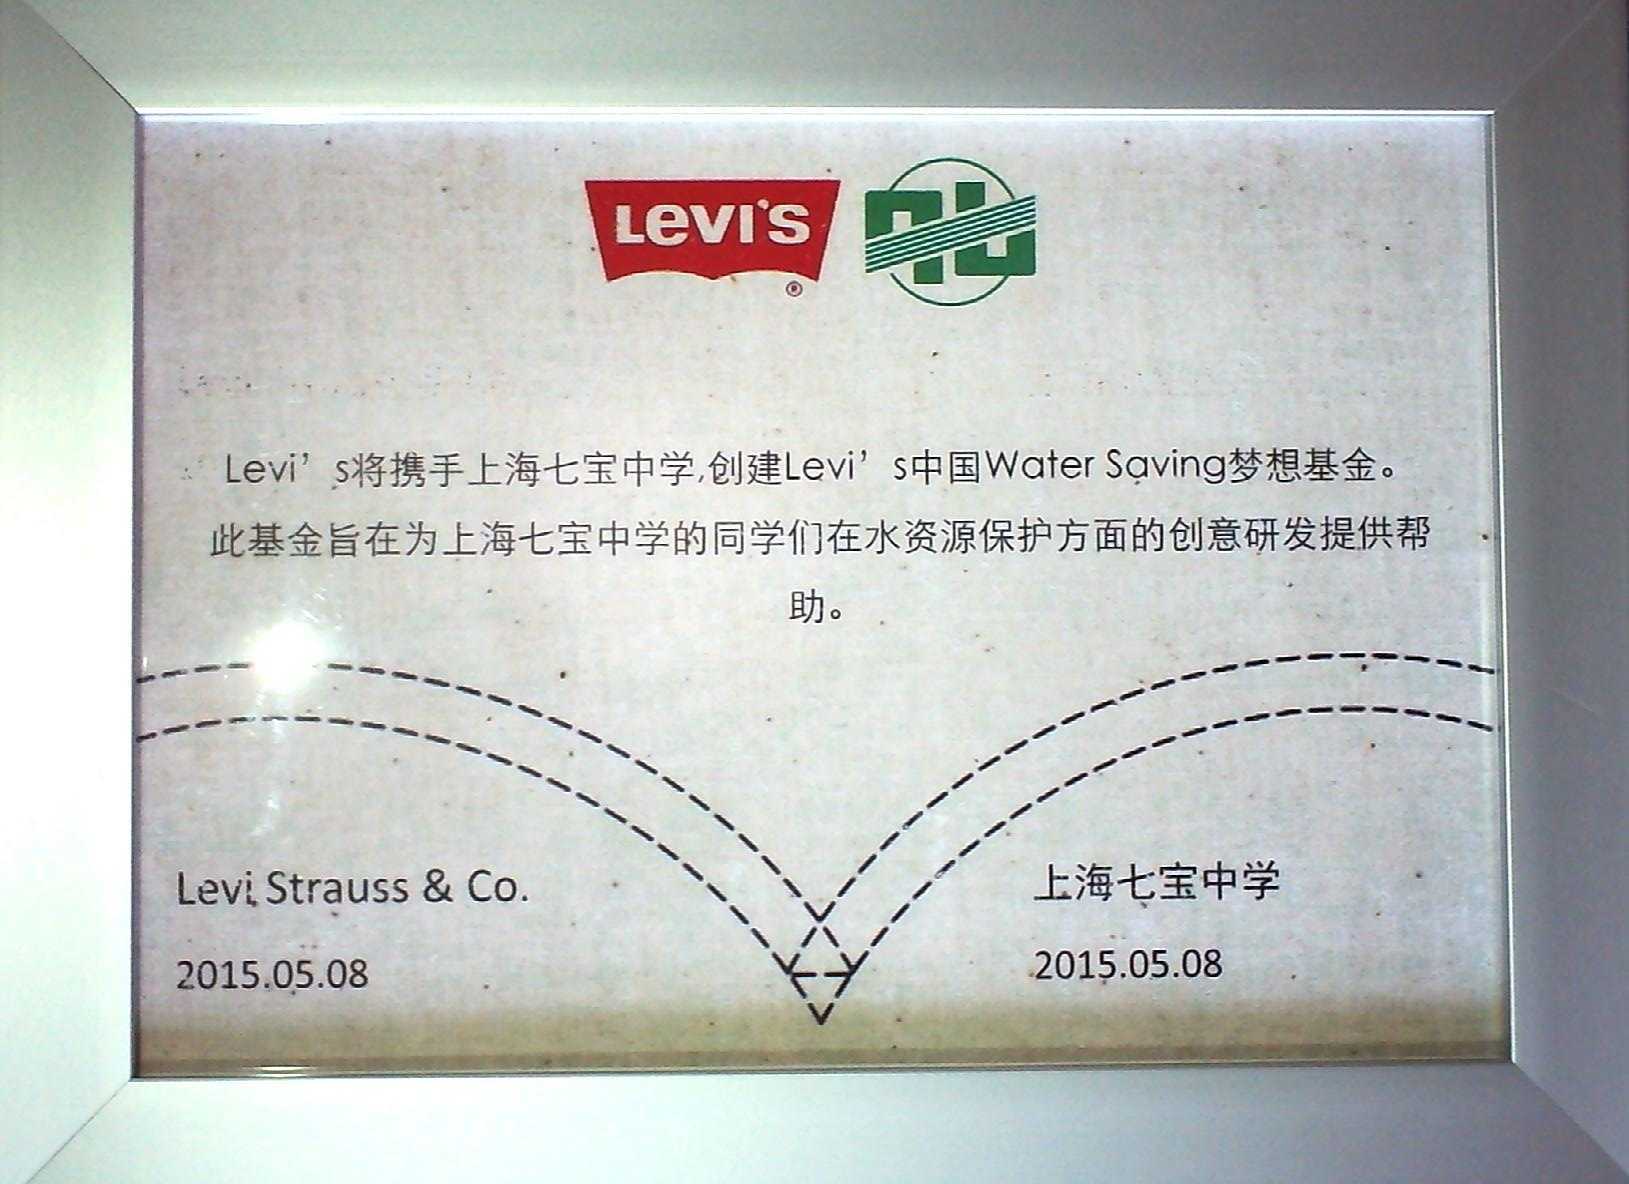 LEVI'S ®
Levi’s将携手上海七宝中学,创建Levi’s中国Water Saving梦想基金。
此基金旨在为上海七宝中学的同学们在水资源保护方面的创意研发提供帮
助。
Levi Strauss & Co.
上海七宝中学
2015.05.08
2015.05.08